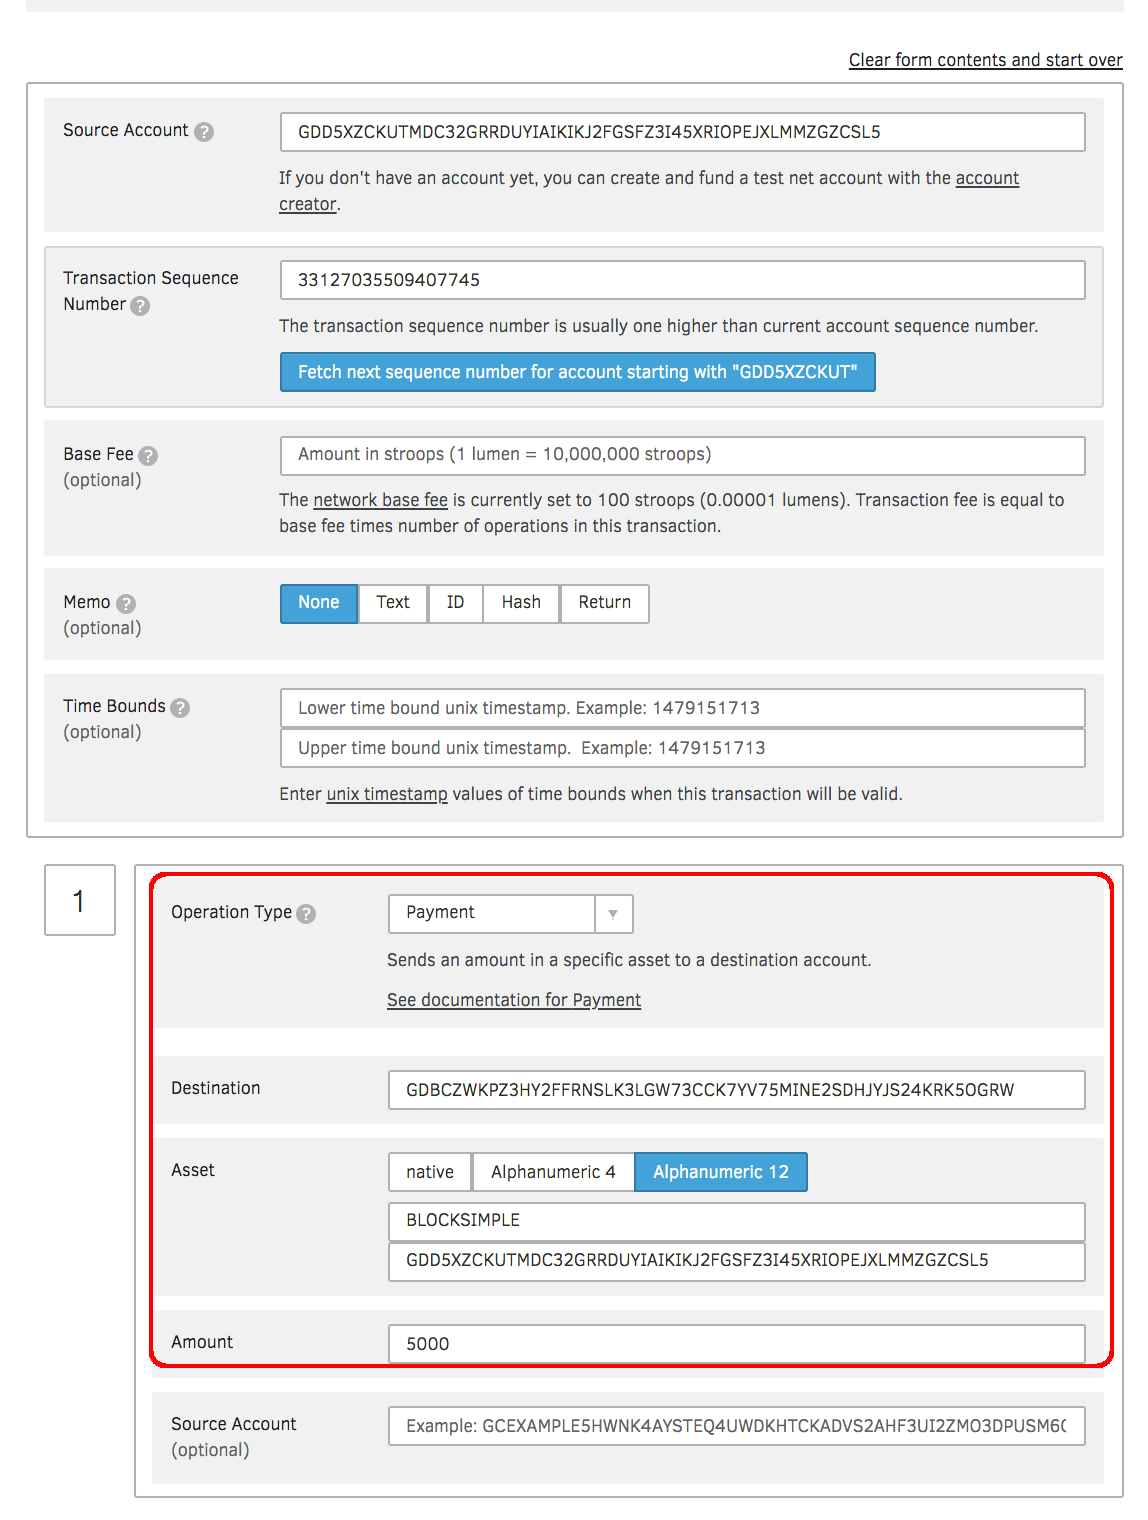 Clear form contents and start over
Source Account ?
GDD5XZCKUTMDC32GRRDUYIAIKIKJ2FGSFZ3I45XRIOPEJXLMMZGZCSL5
If you don't have an account yet, you can create and fund a test net account with the account
creator.
Transaction Sequence
Number ?
33127035509407745
The transaction sequence number is usually one higher than current account sequence number.
Fetch next sequence number for account starting with "GDD5XZCKUT"
Base Fee ?
(optional)
Amount in stroops (1 lumen = 10,000,000 stroops)
The network base fee is currently set to 100 stroops (0.00001 lumens). Transaction fee is equal to
base fee times number of operations in this transaction.
Memo ?
(optional)
None Text ID Hash Return
Time Bounds ?
(optional)
Lower time bound unix timestamp. Example: 1479151713
Upper time bound unix timestamp. Example: 1479151713
Enter unix timestamp values of time bounds when this transaction will be valid.
1
Operation Type ?
Payment
Sends an amount in a specific asset to a destination account.
See documentation for Payment
Destination
GDBCZWKPZ3HY2FFRNSLK3LGW73CCK7YV75MINE2SDHJYJS24KRK5OGRW
Asset
native Alphanumeric 4 Alphanumeric 12
BLOCKSIMPLE
GDD5XZCKUTMDC32GRRDUYIAIKIKJ2FGSFZ3I45XRIOPEJXLMMZGZCSL5
Amount
5000
Source Account
(optional)
Example: GCEXAMPLE5HWNK4AYSTEQ4UWDKHTCKADVS2AHF3UI2ZMO3DPUSM6